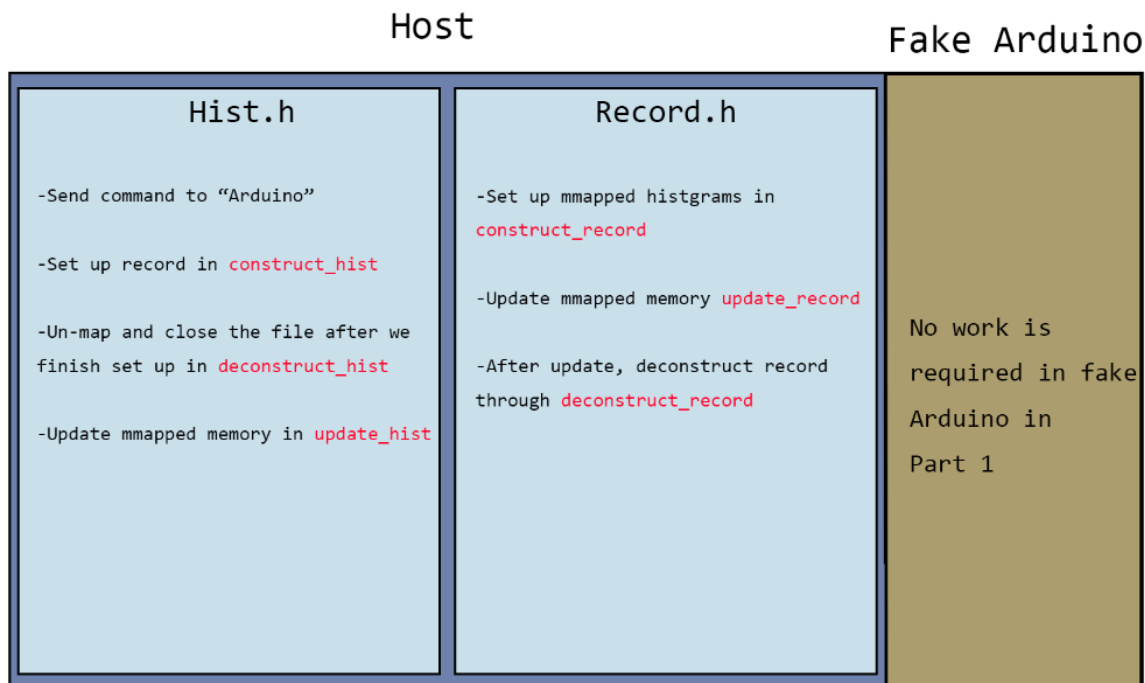 Host
Fake Arduino
Hist.h
-Send command to “Arduino”
-Set up record in construct_hist
-Un-map and close the file after we
finish set up in deconstruct_hist
-Update mmapped memory in update_hist
Record.h
-Set up mmapped histgrams in
construct_record
-Update mmapped memory update_record
-After update, deconstruct record
through deconstruct_record
No work is
required in fake
Arduino in
Part 1